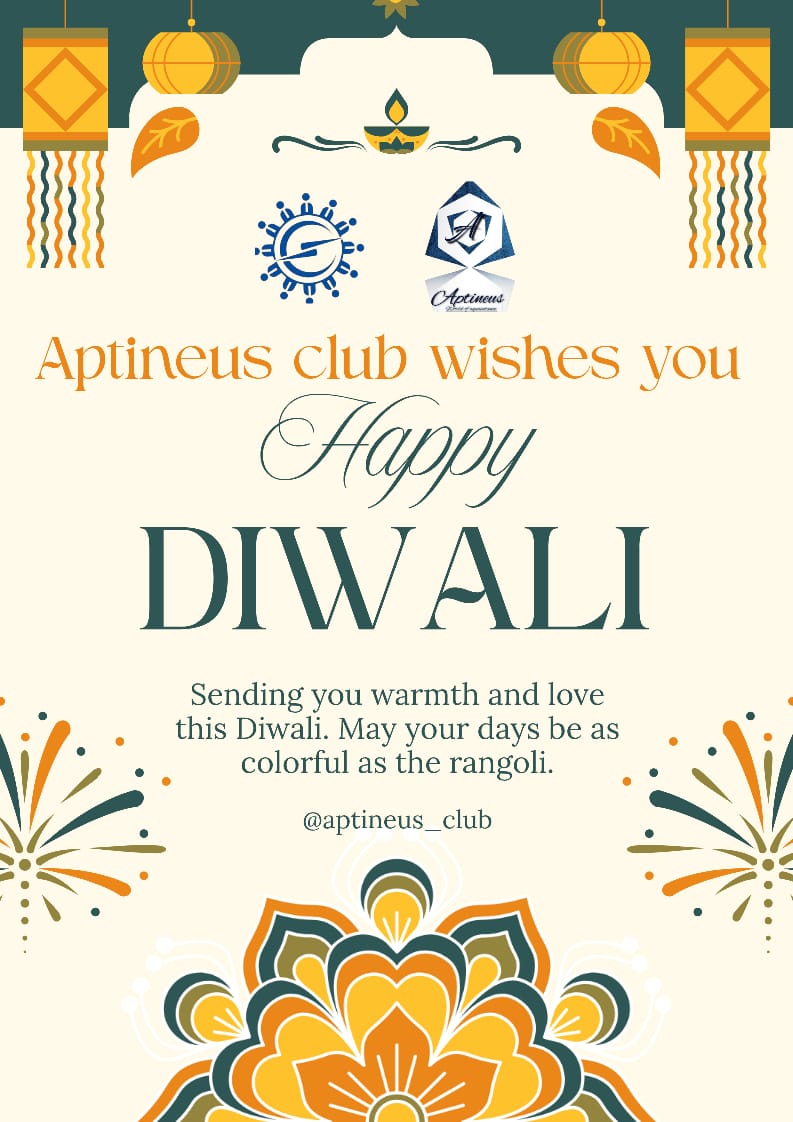 A
Aptineus
Aptineus club wishes you
Happy
DIWALI
Sending you warmth and love
this Diwali. May your days be as
colorful as the rangoli.
@aptineus_club